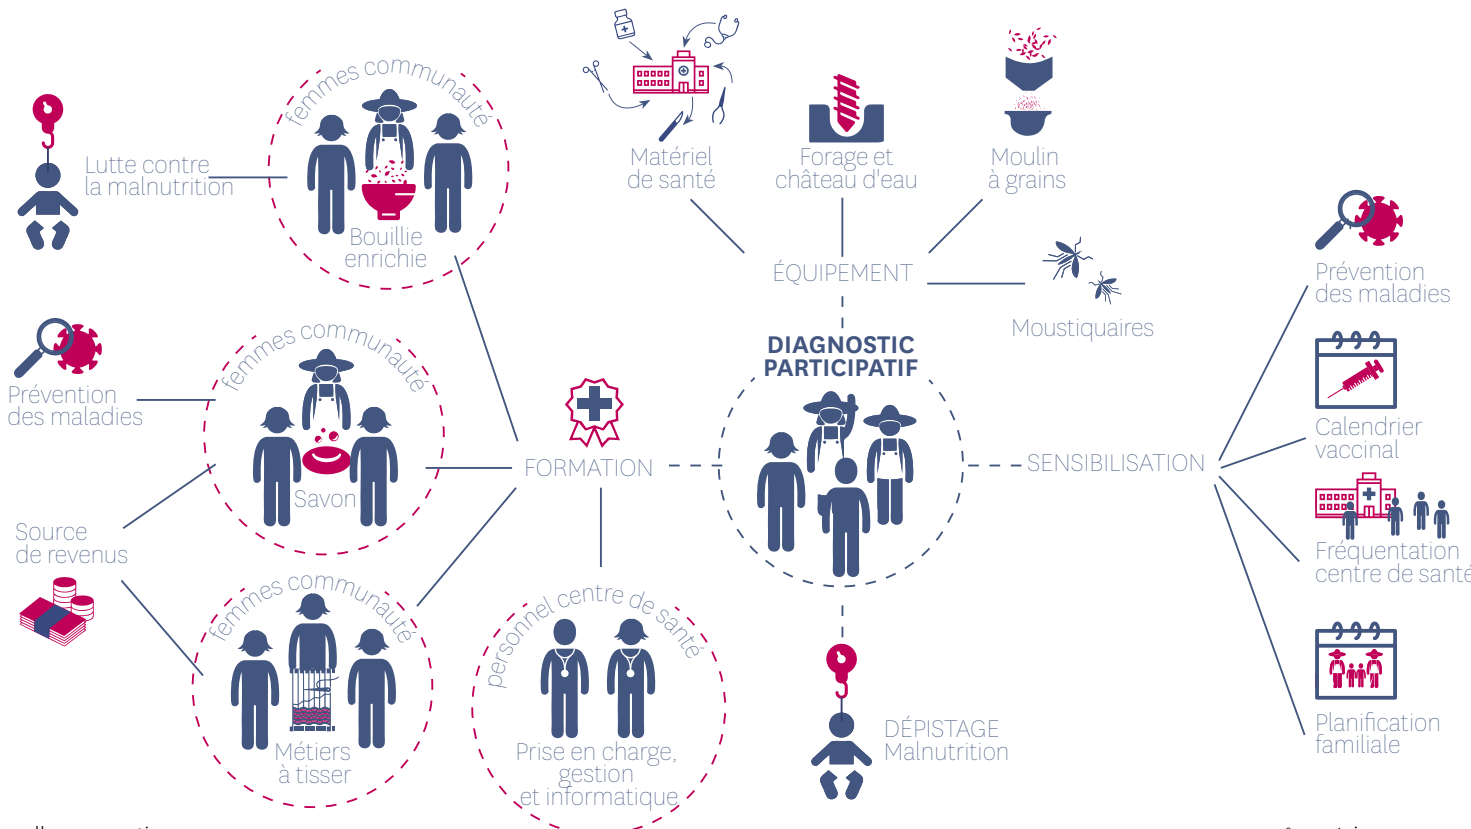 femmes communauté
Lutte contre
la malnutrition
Bouillie
enrichie
Matériel
de santé
Forage et
château d'eau
Moulin
à grains
ÉQUIPEMENT
Moustiquaires
Prévention
des maladies
femmes communauté
Prévention
des maladies
Savon
DIAGNOSTIC
PARTICIPATIF
FORMATION
SENSIBILISATION
Calendrier
vaccinal
Source
de revenus
Fréquentation
centre de santé
femmes communauté
Métiers
à tisser
personnel centre de santé
Prise en charge,
gestion
et informatique
DÉPISTAGE
Malnutrition
Planification
familiale